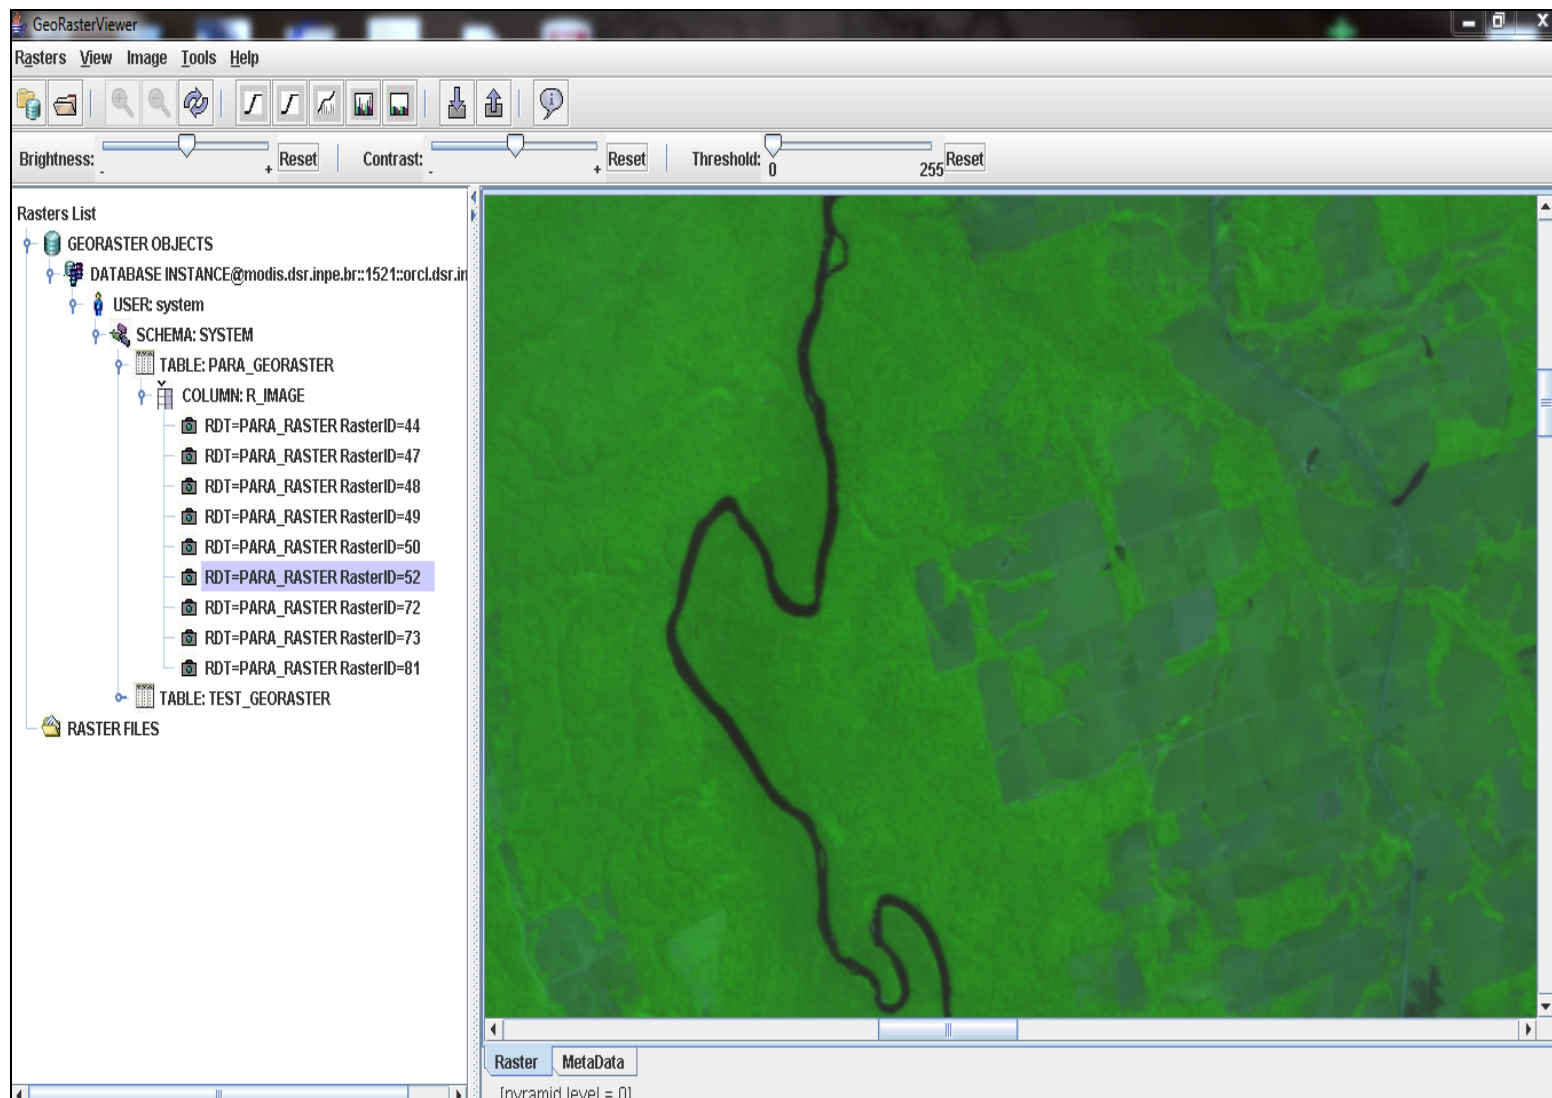 GeoRasterViewer
Rasters View Image Tools Help
Brightness: - + Reset Contrast: - + Reset Threshold: 0 255 Reset
Rasters List
GEORASTER OBJECTS
DATABASE INSTANCE@modis.dsr.inpe.br::1521::orcl.dsr.in
USER: system
SCHEMA: SYSTEM
TABLE: PARA_GEORASTER
COLUMN: R_IMAGE
RDT=PARA_RASTER RasterID=44
RDT=PARA_RASTER RasterID=47
RDT=PARA_RASTER RasterID=48
RDT=PARA_RASTER RasterID=49
RDT=PARA_RASTER RasterID=50
RDT=PARA_RASTER RasterID=52
RDT=PARA_RASTER RasterID=72
RDT=PARA_RASTER RasterID=73
RDT=PARA_RASTER RasterID=81
TABLE: TEST_GEORASTER
RASTER FILES
Raster MetaData
[pyramid level = 0]